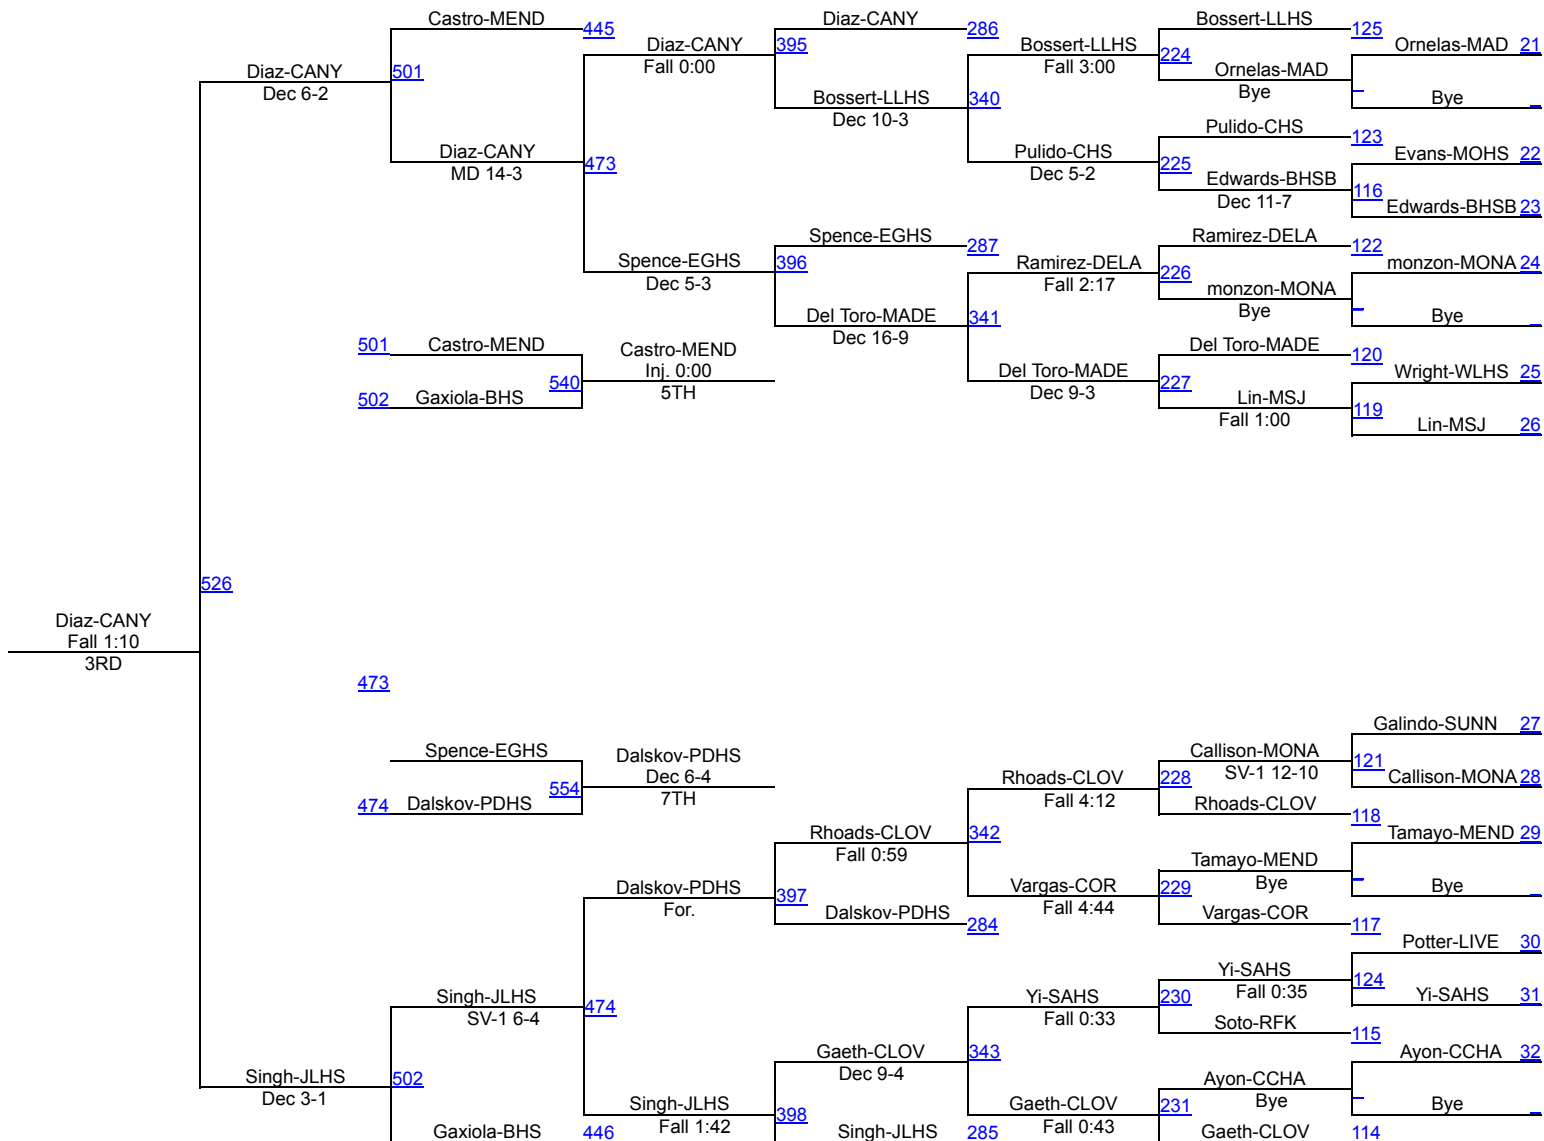 Castro-MEND
445
Diaz-CANY
286
Bossert-LLHS
125
Diaz-CANY
Fall 0:00
395
Bossert-LLHS
Fall 3:00
224
Ornelas-MAD 21
Diaz-CANY
Dec 6-2
501
Ornelas-MAD
Bye
Bossert-LLHS
Dec 10-3
340
Bye
Pulido-CHS
123
Diaz-CANY
MD 14-3
473
Pulido-CHS
Dec 5-2
225
Evans-MOHS 22
Edwards-BHSB
Dec 11-7
116
Edwards-BHSB 23
Spence-EGHS
287
Ramirez-DELA
122
Spence-EGHS
Dec 5-3
396
Ramirez-DELA
Fall 2:17
226
monzon-MONA 24
monzon-MONA
Bye
Del Toro-MADE
Dec 16-9
341
Bye
501
Castro-MEND
Castro-MEND
Inj. 0:00
5TH
540
502
Gaxiola-BHS
Del Toro-MADE
120
Del Toro-MADE
Dec 9-3
227
Wright-WLHS 25
Lin-MSJ
Fall 1:00
119
Lin-MSJ 26
526
Diaz-CANY
Fall 1:10
3RD
473
Galindo-SUNN 27
Spence-EGHS
Dalskov-PDHS
Dec 6-4
7TH
554
474
Dalskov-PDHS
Callison-MONA
SV-1 12-10
121
Rhoads-CLOV
Fall 4:12
228
Callison-MONA 28
Rhoads-CLOV
118
Rhoads-CLOV
Fall 0:59
342
Tamayo-MEND 29
Tamayo-MEND
Bye
Dalskov-PDHS
For.
397
Vargas-COR
Fall 4:44
229
Bye
Dalskov-PDHS
284
Vargas-COR
117
Potter-LIVE 30
Yi-SAHS
Fall 0:35
124
Singh-JLHS
SV-1 6-4
474
Yi-SAHS
Fall 0:33
230
Yi-SAHS 31
Soto-RFK
115
Gaeth-CLOV
Dec 9-4
343
Ayon-CCHA 32
Singh-JLHS
Dec 3-1
502
Ayon-CCHA
Bye
Singh-JLHS
Fall 1:42
398
Gaeth-CLOV
Fall 0:43
231
Bye
Gaxiola-BHS
446
Singh-JLHS
285
Gaeth-CLOV
114